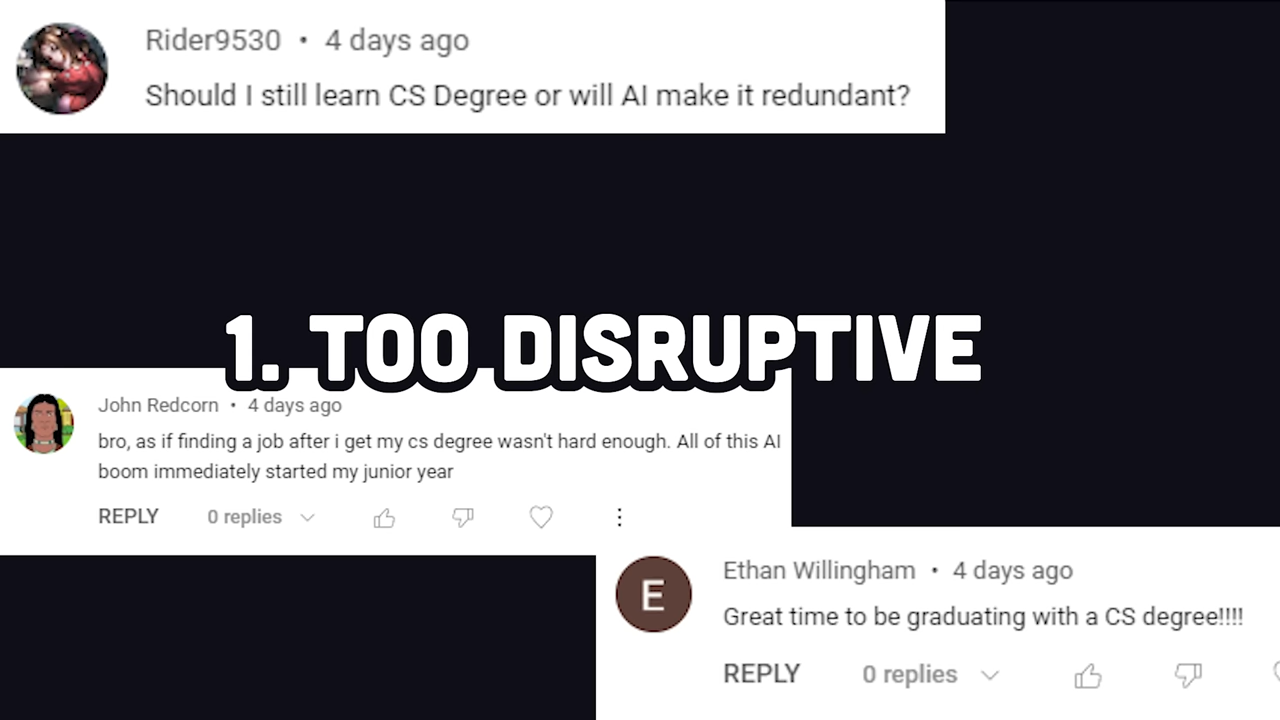 Rider9530 • 4 days ago
Should I still learn CS Degree or will AI make it redundant?
1. TOO DISRUPTIVE
John Redcorn • 4 days ago
bro, as if finding a job after i get my cs degree wasn't hard enough. All of this AI
boom immediately started my junior year
REPLY 0 replies
E
Ethan Willingham • 4 days ago
Great time to be graduating with a CS degree!!!!
REPLY 0 replies